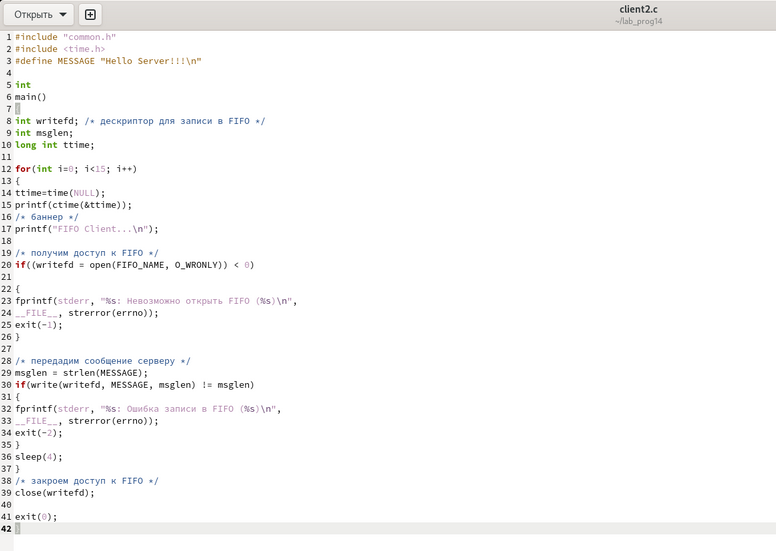 Открыть
client2.c
~/lab_prog14
1 #include "common.h"
2 #include <time.h>
3 #define MESSAGE "Hello Server!!!\n"
4
5 int
6 main()
7 {
8 int writefd; /* дескриптор для записи в FIFO */
9 int msglen;
10 long int ttime;
11
12 for(int i=0; i<15; i++)
13 {
14 ttime=time(NULL);
15 printf(ctime(&ttime));
16 /* баннер */
17 printf("FIFO Client...\n");
18
19 /* получим доступ к FIFO */
20 if((writefd = open(FIFO_NAME, O_WRONLY)) < 0)
21
22 {
23 fprintf(stderr, "%s: Невозможно открыть FIFO (%s)\n",
24 __FILE__, strerror(errno));
25 exit(-1);
26 }
27
28 /* передадим сообщение серверу */
29 msglen = strlen(MESSAGE);
30 if(write(writefd, MESSAGE, msglen) != msglen)
31 {
32 fprintf(stderr, "%s: Ошибка записи в FIFO (%s)\n",
33 __FILE__, strerror(errno));
34 exit(-2);
35 }
36 sleep(4);
37 }
38 /* закроем доступ к FIFO */
39 close(writefd);
40
41 exit(0);
42 }